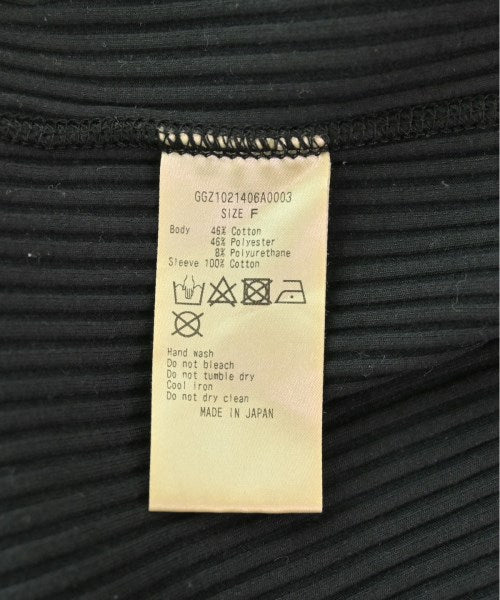 GGZ1021406A0003
SIZE F
Body 46% Cotton
46% Polyester
8% Polyurethane
Sleeve 100% Cotton
Hand wash
Do not bleach
Do not tumble dry
Cool iron
Do not dry clean
MADE IN JAPAN